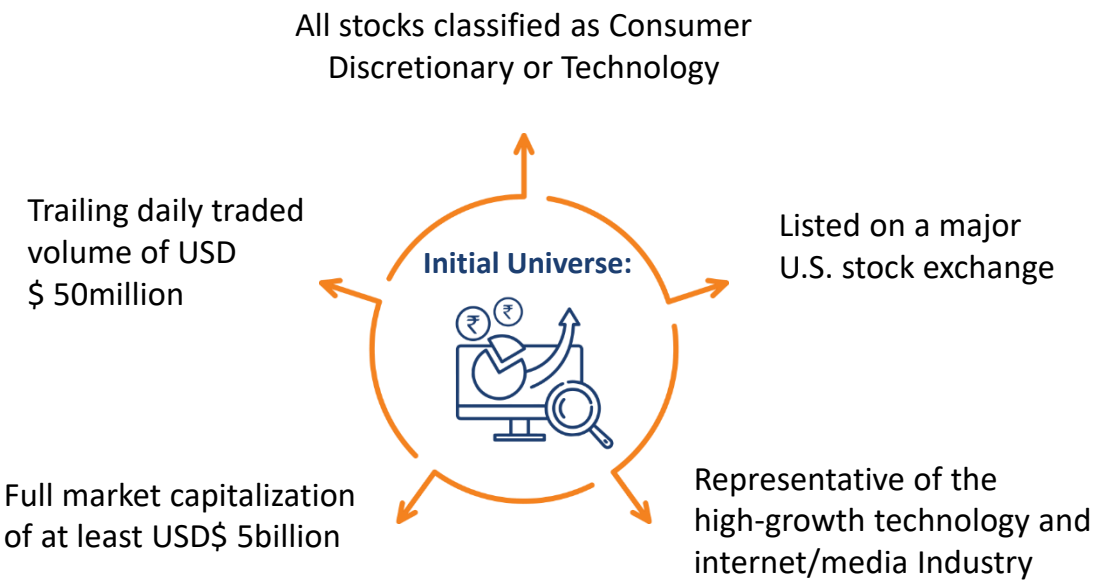 All stocks classified as Consumer
Discretionary or Technology
Trailing daily traded
volume of USD
$ 50million
Initial Universe:
₹
₹
Listed on a major
U.S. stock exchange
Full market capitalization
of at least USD$ 5billion
Representative of the
high-growth technology and
internet/media Industry